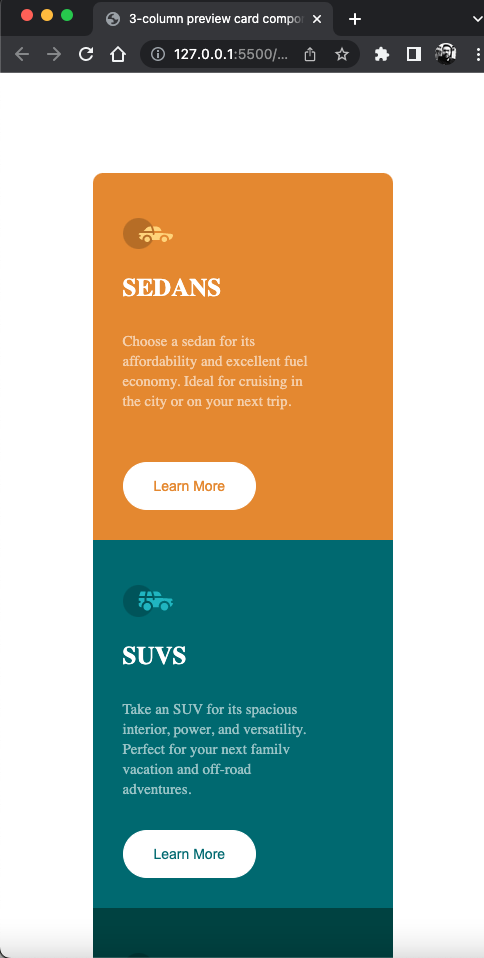 3-column preview card compo
127.0.0.1:5500/...
SEDANS
Choose a sedan for its
affordability and excellent fuel
economy. Ideal for cruising in
the city or on your next trip.
Learn More
SUVS
Take an SUV for its spacious
interior, power, and versatility.
Perfect for your next family
vacation and off-road
adventures.
Learn More